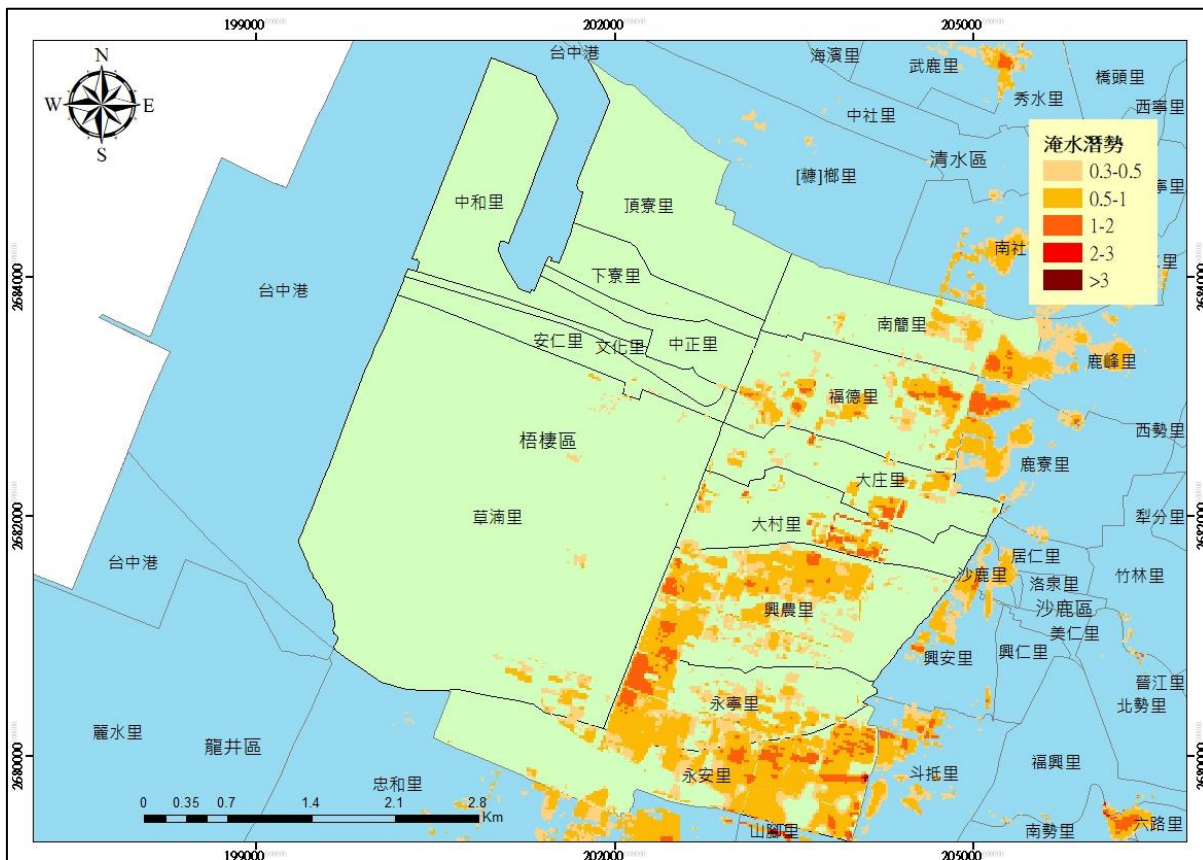 199000
202000
205000
N
W
E
S
台中港
海濱里
武鹿里
橋頭里
秀水里
西寧里
中社里
清水區
[糠]榔里
寧里
淹水潛勢
0.3-0.5
0.5-1
1-2
2-3
>3
中和里
頂寮里
南社
里
2684000
2684000
下寮里
台中港
南簡里
安仁里
文化里
中正里
鹿峰里
福德里
西勢里
梧棲區
鹿寮里
大庄里
2682000
草湳里
大村里
犁分里
2682000
居仁里
台中港
沙鹿里
洛泉里
竹林里
興農里
沙鹿區
美仁里
興安里
興仁里
晉江里
永寧里
北勢里
麗水里
龍井區
2680000
忠和里
永安里
斗抵里
福興里
2680000
0
0.35
0.7
1.4
2.1
2.8
Km
山腳里
南勢里
六路里
199000
202000
205000